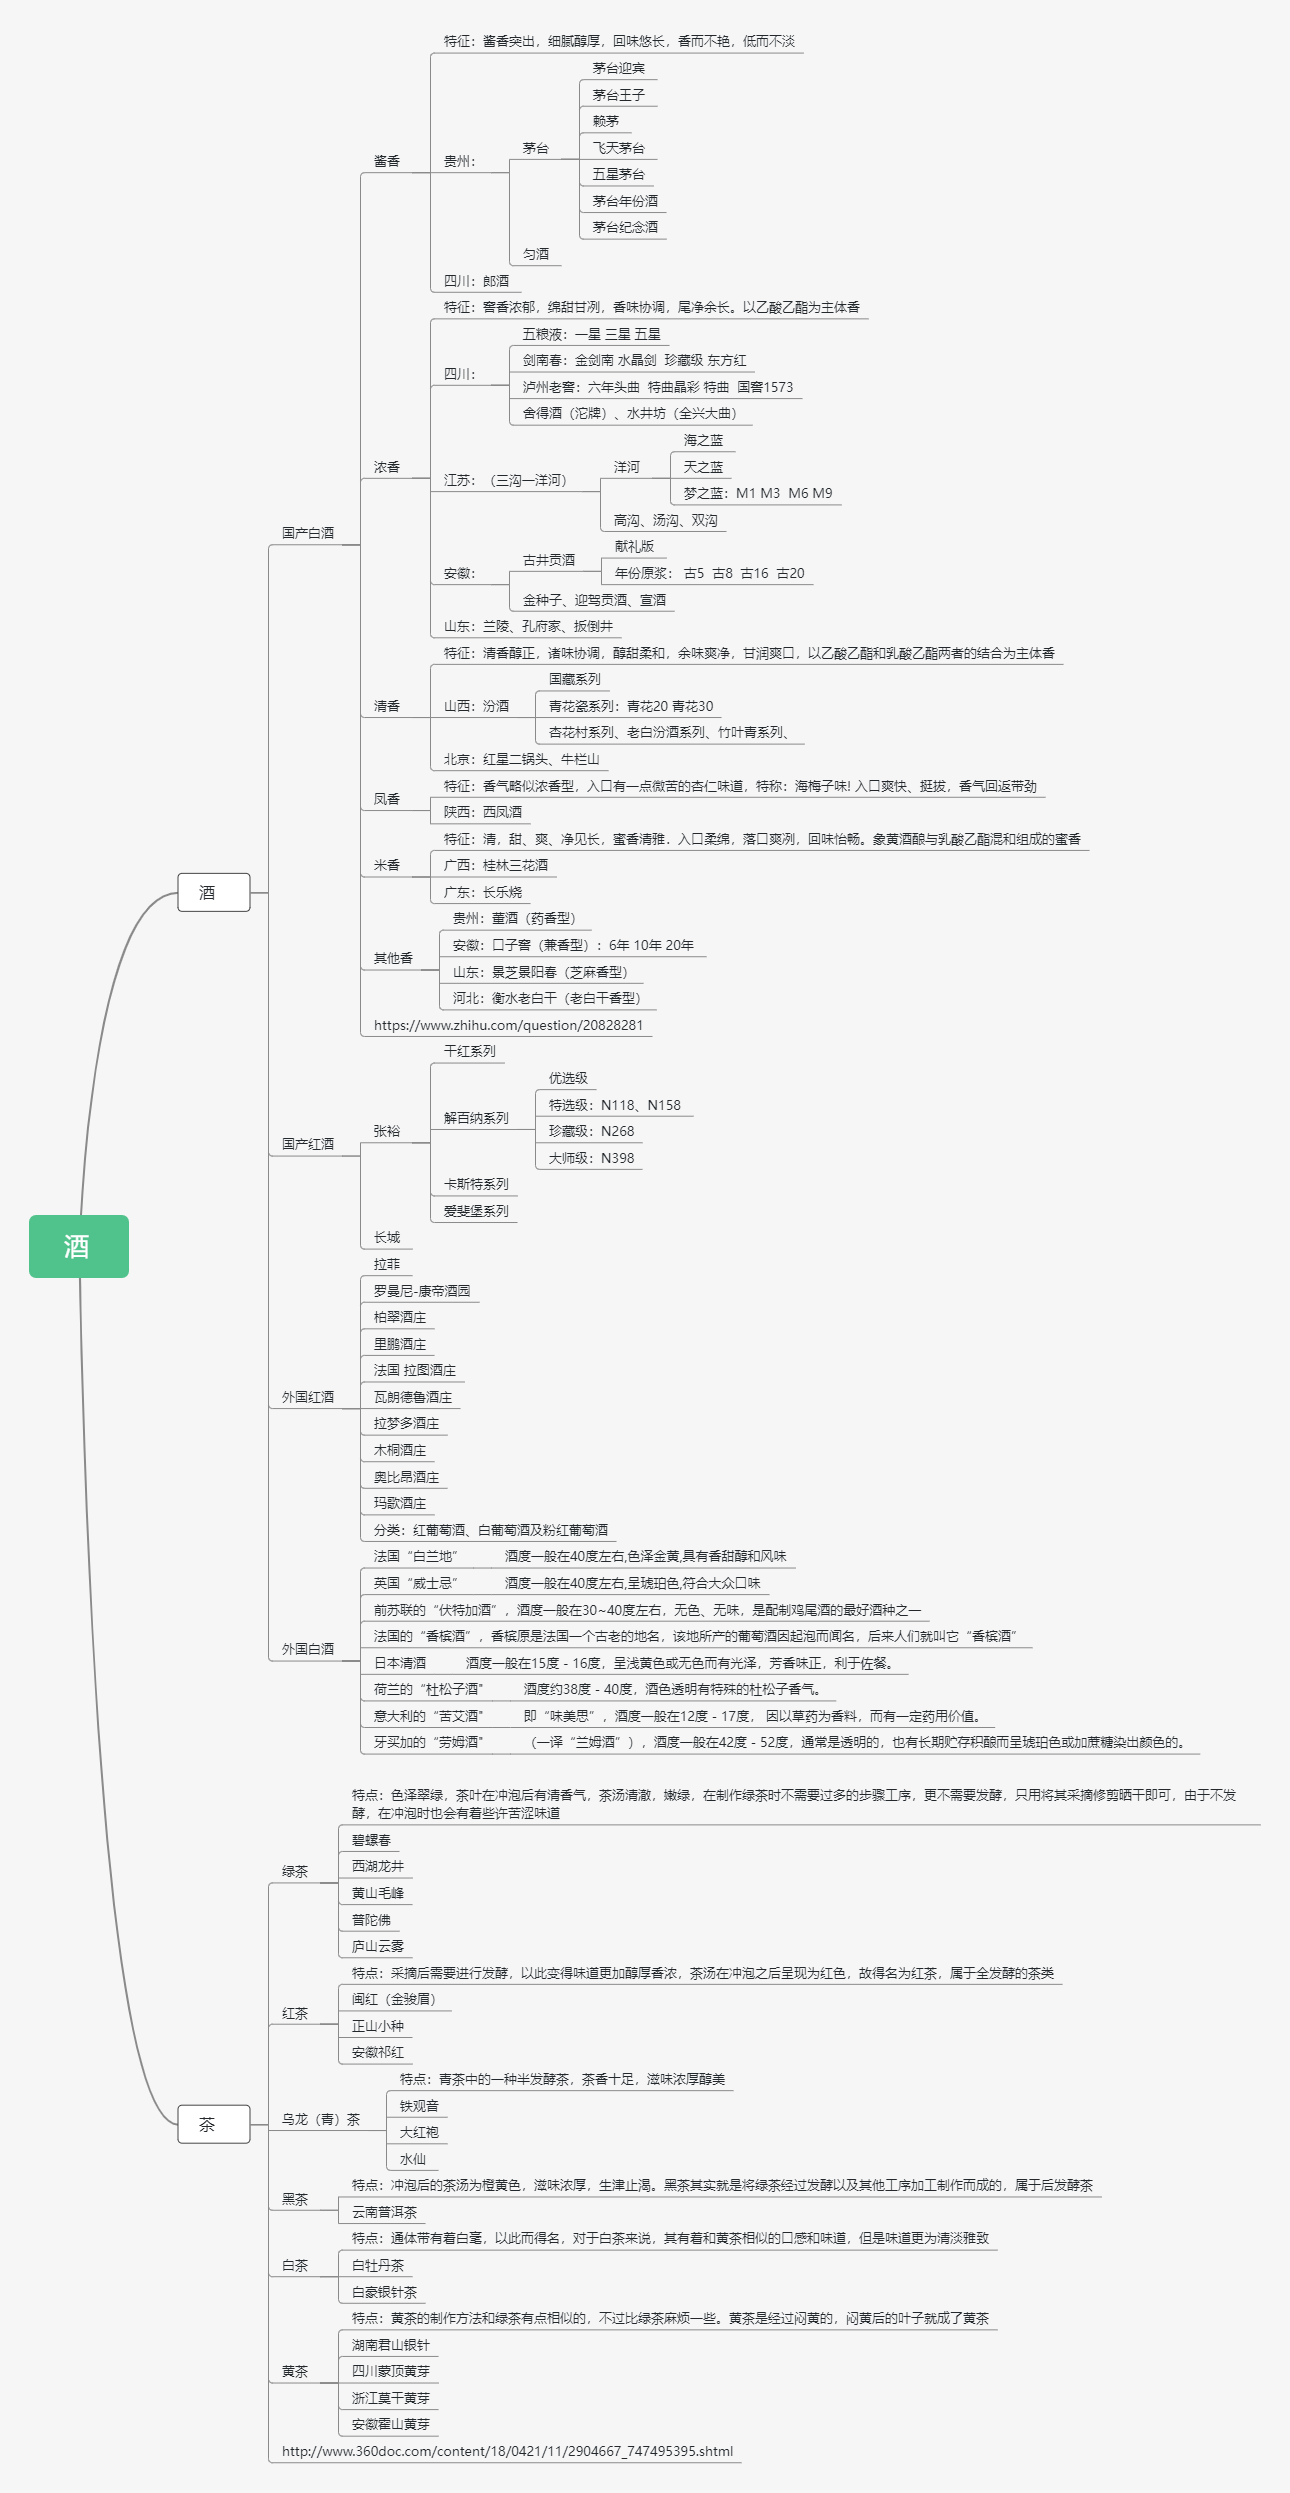 酒
酒
国产白酒
酱香
特征：酱香突出，细腻醇厚，回味悠长，香而不艳，低而不淡
贵州：
茅台
茅台迎宾
茅台王子
赖茅
飞天茅台
五星茅台
茅台年份酒
茅台纪念酒
匀酒
四川：郎酒
浓香
特征：窖香浓郁，绵甜甘冽，香味协调，尾净余长。以乙酸乙酯为主体香
四川：
五粮液：一星 三星 五星
剑南春：金剑南 水晶剑 珍藏级 东方红
泸州老窖：六年头曲 特曲晶彩 特曲 国窖1573
舍得酒（沱牌）、水井坊（全兴大曲）
江苏：（三沟一洋河）
洋河
海之蓝
天之蓝
梦之蓝：M1 M3 M6 M9
高沟、汤沟、双沟
安徽：
古井贡酒
献礼版
年份原浆： 古5 古8 古16 古20
金种子、迎驾贡酒、宣酒
山东：兰陵、孔府家、扳倒井
清香
特征：清香醇正，诸味协调，醇甜柔和，余味爽净，甘润爽口，以乙酸乙酯和乳酸乙酯两者的结合为主体香
山西：汾酒
国藏系列
青花瓷系列：青花20 青花30
杏花村系列、老白汾酒系列、竹叶青系列、
北京：红星二锅头、牛栏山
凤香
特征：香气略似浓香型，入口有一点微苦的杏仁味道，特称：海梅子味! 入口爽快、挺拔，香气回返带劲
陕西：西凤酒
米香
特征：清，甜、爽、净见长，蜜香清雅．入口柔绵，落口爽冽，回味怡畅。象黄酒酿与乳酸乙酯混和组成的蜜香
广西：桂林三花酒
广东：长乐烧
其他香
贵州：董酒（药香型）
安徽：口子窖（兼香型）：6年 10年 20年
山东：景芝景阳春（芝麻香型）
河北：衡水老白干（老白干香型）
https://www.zhihu.com/question/20828281
国产红酒
张裕
干红系列
解百纳系列
优选级
特选级：N118、N158
珍藏级：N268
大师级：N398
卡斯特系列
爱斐堡系列
长城
外国红酒
拉菲
罗曼尼-康帝酒园
柏翠酒庄
里鹏酒庄
法国 拉图酒庄
瓦朗德鲁酒庄
拉梦多酒庄
木桐酒庄
奥比昂酒庄
玛歌酒庄
分类：红葡萄酒、白葡萄酒及粉红葡萄酒
外国白酒
法国“白兰地” 酒度一般在40度左右,色泽金黄,具有香甜醇和风味
英国“威士忌” 酒度一般在40度左右,呈琥珀色,符合大众口味
前苏联的“伏特加酒”，酒度一般在30~40度左右，无色、无味，是配制鸡尾酒的最好酒种之一
法国的“香槟酒”，香槟原是法国一个古老的地名，该地所产的葡萄酒因起泡而闻名，后来人们就叫它“香槟酒”
日本清酒 酒度一般在15度 - 16度，呈浅黄色或无色而有光泽，芳香味正，利于佐餐。
荷兰的“杜松子酒" 酒度约38度 - 40度，酒色透明有特殊的杜松子香气。
意大利的“苦艾酒" 即“味美思”，酒度一般在12度 - 17度， 因以草药为香料，而有一定药用价值。
牙买加的“劳姆酒" （一译“兰姆酒”），酒度一般在42度 - 52度，通常是透明的，也有长期贮存积酿而呈琥珀色或加蔗糖染出颜色的。
茶
绿茶
特点：色泽翠绿，茶叶在冲泡后有清香气，茶汤清澈，嫩绿，在制作绿茶时不需要过多的步骤工序，更不需要发酵，只用将其采摘修剪晒干即可，由于不发
酵，在冲泡时也会有着些许苦涩味道
碧螺春
西湖龙井
黄山毛峰
普陀佛
庐山云雾
红茶
特点：采摘后需要进行发酵，以此变得味道更加醇厚香浓，茶汤在冲泡之后呈现为红色，故得名为红茶，属于全发酵的茶类
闽红（金骏眉）
正山小种
安徽祁红
乌龙（青）茶
特点：青茶中的一种半发酵茶，茶香十足，滋味浓厚醇美
铁观音
大红袍
水仙
黑茶
特点：冲泡后的茶汤为橙黄色，滋味浓厚，生津止渴。黑茶其实就是将绿茶经过发酵以及其他工序加工制作而成的，属于后发酵茶
云南普洱茶
白茶
特点：通体带有着白毫，以此而得名，对于白茶来说，其有着和黄茶相似的口感和味道，但是味道更为清淡雅致
白牡丹茶
白豪银针茶
黄茶
特点：黄茶的制作方法和绿茶有点相似的，不过比绿茶麻烦一些。黄茶是经过闷黄的，闷黄后的叶子就成了黄茶
湖南君山银针
四川蒙顶黄芽
浙江莫干黄芽
安徽霍山黄芽
http://www.360doc.com/content/18/0421/11/2904667_747495395.shtml